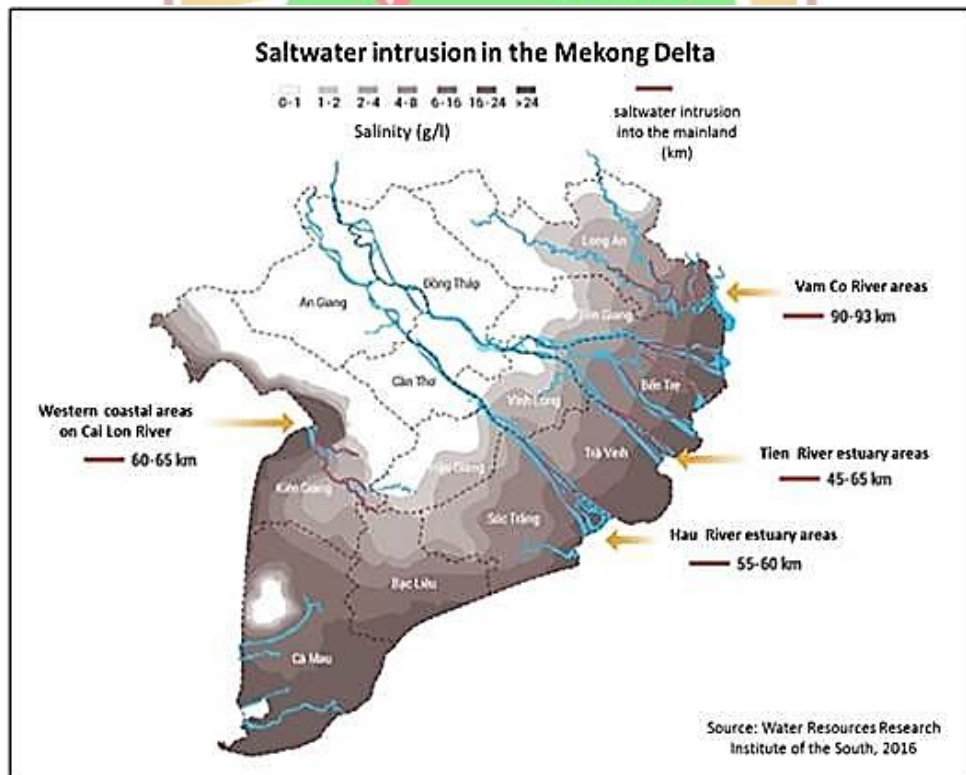 Saltwater intrusion in the Mekong Delta
0-1 1-2 2-4 4-8 6-16 16-24 >24
Salinity (g/l)
saltwater intrusion
into the mainland
(km)
Long An
Đồng Tháp
An Giang
Tiền Giang
Vam Co River areas
90-93 km
Cần Thơ
Bến Tre
Vĩnh Long
Western coastal areas
on Cai Lon River
60-65 km
Trà Vinh
Tien River estuary areas
45-65 km
Hậu Giang
Kiên Giang
Sóc Trăng
Hau River estuary areas
55-60 km
Bạc Liêu
Cà Mau
Source: Water Resources Research
Institute of the South, 2016